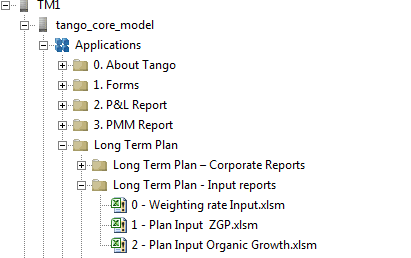 TM1
tango_core_model
Applications
0. About Tango
1. Forms
2. P&L Report
3. PMM Report
Long Term Plan
Long Term Plan – Corporate Reports
Long Term Plan - Input reports
0 - Weighting rate Input.xlsm
1 - Plan Input  ZGP.xlsm
2 - Plan Input Organic Growth.xlsm